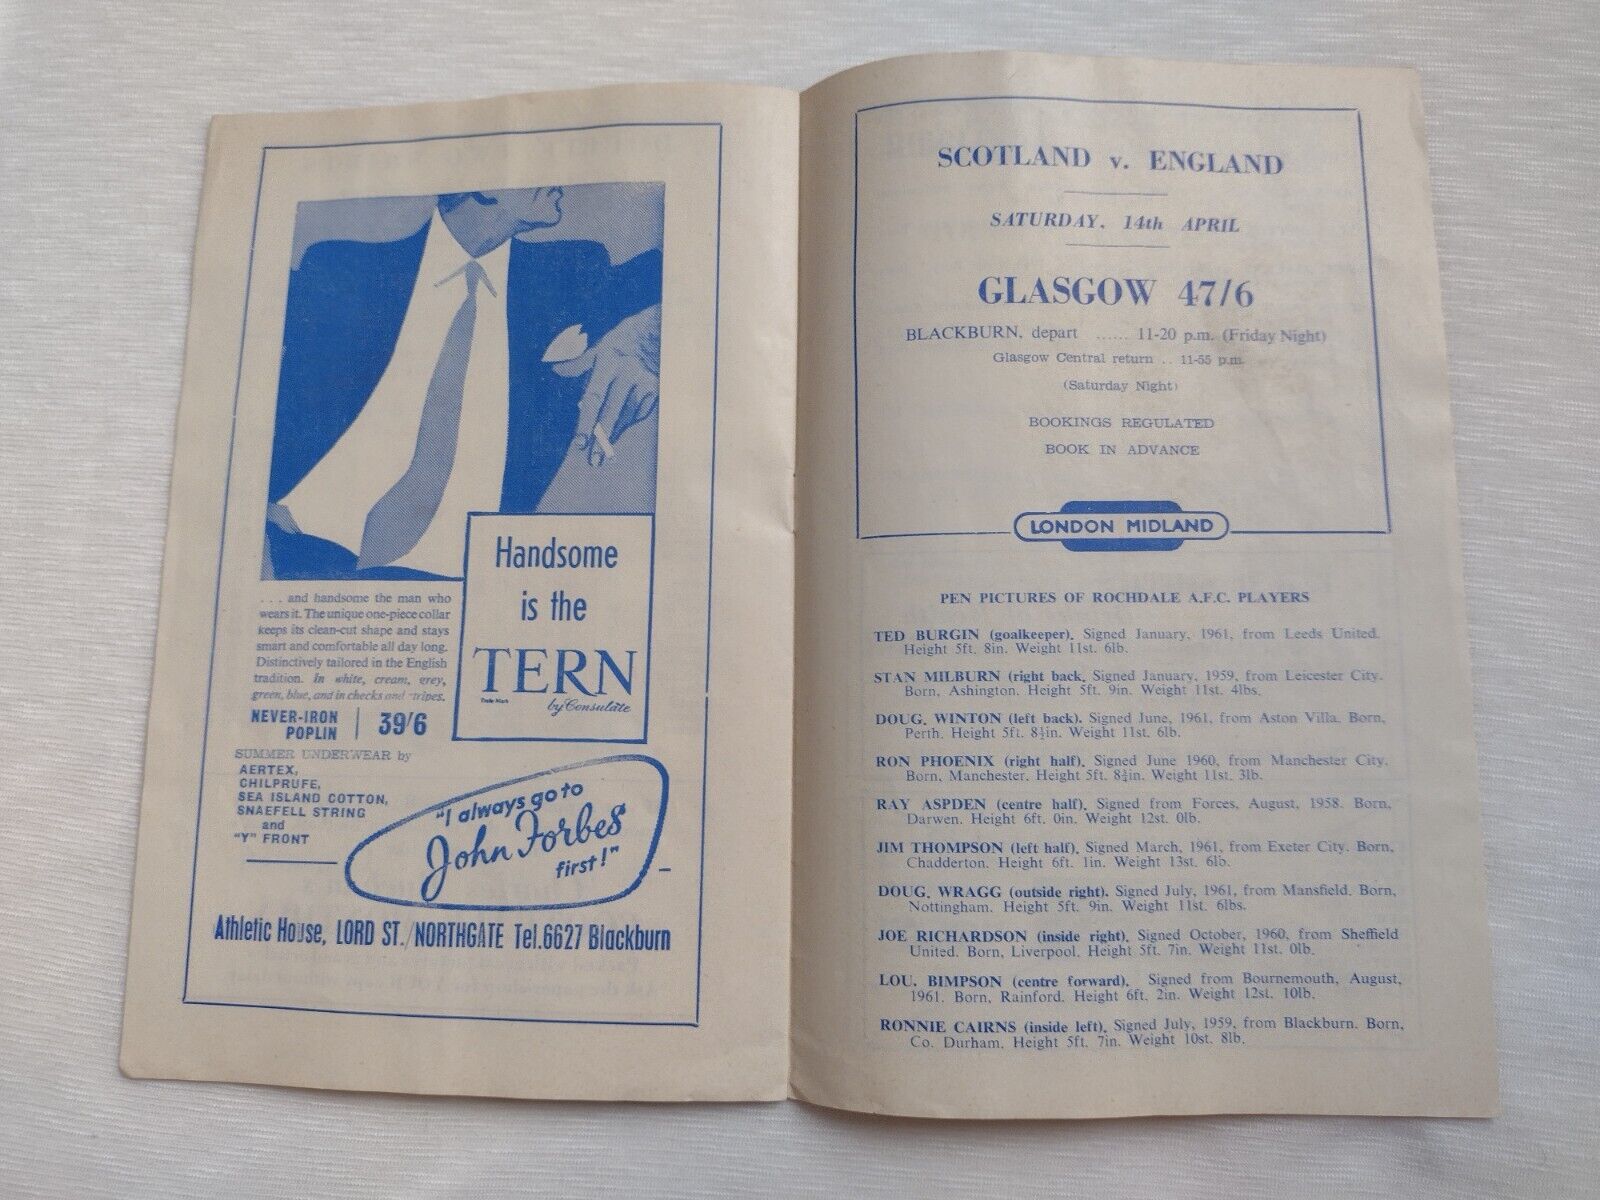 Handsome
is the
TERN
Trade Mark
by Consulate
. . . and handsome the man who
wears it. The unique one-piece collar
keeps its clean-cut shape and stays
smart and comfortable all day long.
Distinctively tailored in the English
tradition. In white, cream, grey,
green, blue, and in checks and stripes.
NEVER-IRON
POPLIN
39/6
SUMMER UNDERWEAR by
AERTEX,
CHILPRUFE,
SEA ISLAND COTTON,
SNAEFELL STRING
and
"Y" FRONT
"I always go to
John Forbes
first!"
Athletic House, LORD ST./NORTHGATE Tel.6627 Blackburn
SCOTLAND v. ENGLAND
SATURDAY, 14th APRIL
GLASGOW 47/6
BLACKBURN, depart ...... 11-20 p.m. (Friday Night)
Glasgow Central return .. 11-55 p.m.
(Saturday Night)
BOOKINGS REGULATED
BOOK IN ADVANCE
LONDON MIDLAND
PEN PICTURES OF ROCHDALE A.F.C. PLAYERS
TED BURGIN (goalkeeper). Signed January, 1961, from Leeds United.
Height 5ft. 8in. Weight 11st. 6lb.
STAN MILBURN (right back. Signed January, 1959, from Leicester City.
Born, Ashington. Height 5ft. 9in. Weight 11st. 4lbs.
DOUG. WINTON (left back). Signed June, 1961, from Aston Villa. Born,
Perth. Height 5ft. 8½in. Weight 11st. 6lb.
RON PHOENIX (right half). Signed June 1960, from Manchester City.
Born, Manchester. Height 5ft. 8¾in. Weight 11st. 3lb.
RAY ASPDEN (centre half). Signed from Forces, August, 1958. Born,
Darwen. Height 6ft. 0in. Weight 12st. 0lb.
JIM THOMPSON (left half). Signed March, 1961, from Exeter City. Born,
Chadderton. Height 6ft. 1in. Weight 13st. 6lb.
DOUG. WRAGG (outside right). Signed July, 1961, from Mansfield. Born,
Nottingham. Height 5ft. 9in. Weight 11st. 6lbs.
JOE RICHARDSON (inside right). Signed October, 1960, from Sheffield
United. Born, Liverpool. Height 5ft. 7in. Weight 11st. 0lb.
LOU. BIMPSON (centre forward). Signed from Bournemouth, August,
1961. Born, Rainford. Height 6ft. 2in. Weight 12st. 10lb.
RONNIE CAIRNS (inside left). Signed July, 1959, from Blackburn. Born,
Co. Durham. Height 5ft. 7in. Weight 10st. 8lb.